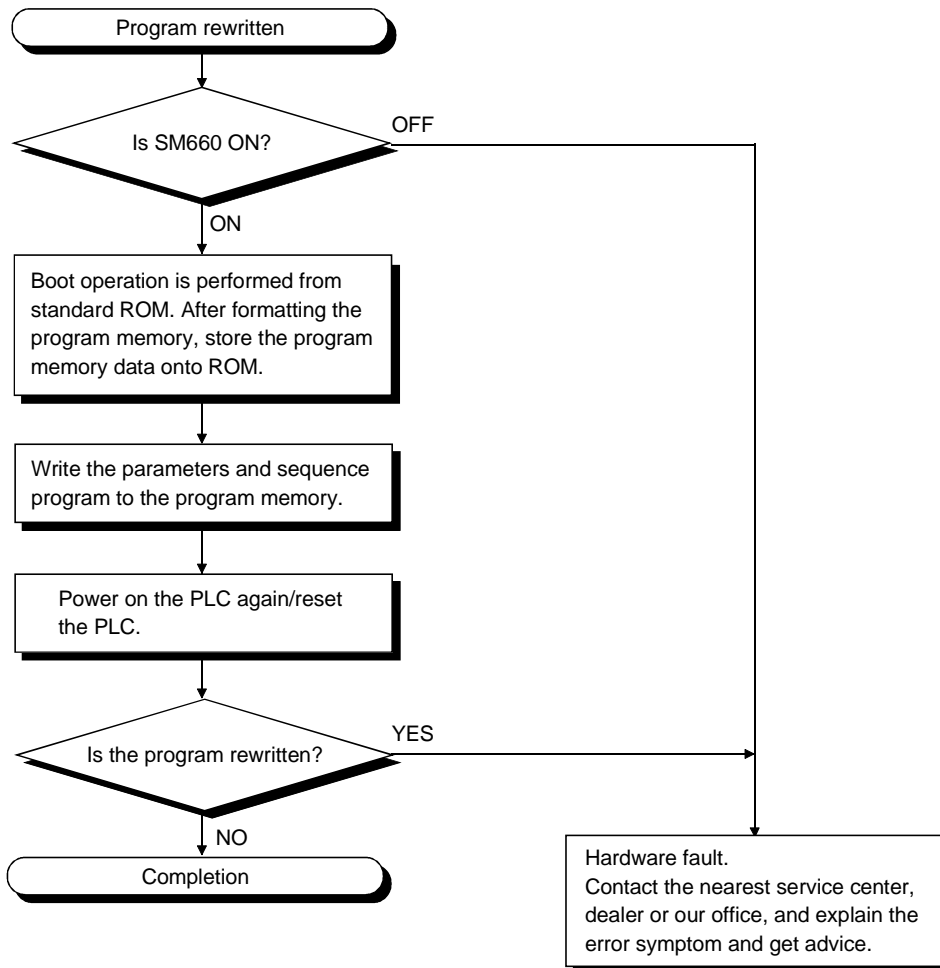 Program rewritten
Is SM660 ON?
OFF
ON
Boot operation is performed from
standard ROM. After formatting the
program memory, store the program
memory data onto ROM.
Write the parameters and sequence
program to the program memory.
Power on the PLC again/reset
the PLC.
Is the program rewritten?
YES
NO
Completion
Hardware fault.
Contact the nearest service center,
dealer or our office, and explain the
error symptom and get advice.